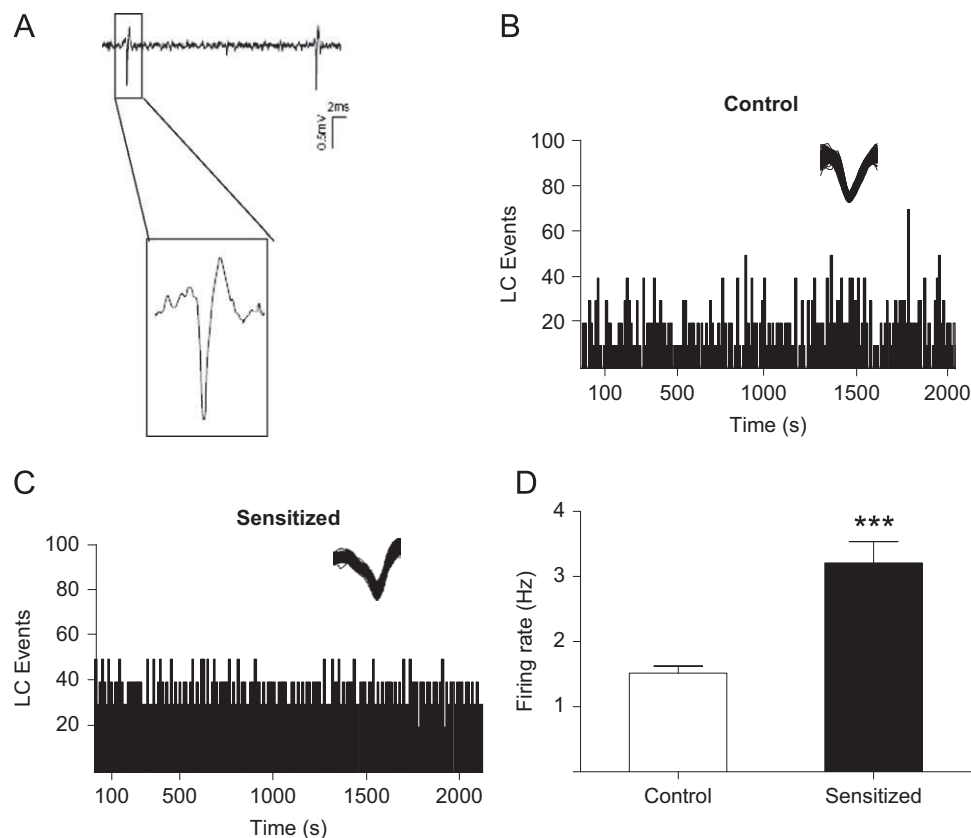 A
2ms
0.5mV
B
Control
LC Events
100
80
60
40
20
100 500 1000 1500 2000
Time (s)
C
Sensitized
LC Events
100
80
60
40
20
100 500 1000 1500 2000
Time (s)
D
Firing rate (Hz)
4
3
2
1
***
Control Sensitized